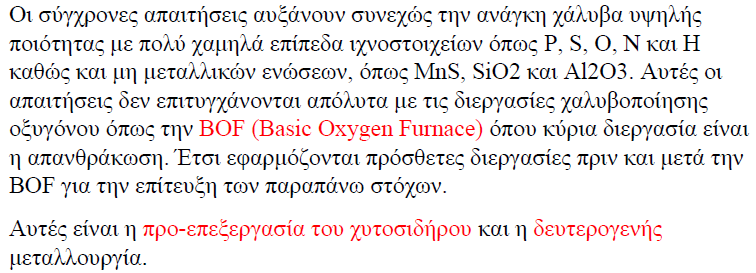 Οι σύγχρονες απαιτήσεις αυξάνουν συνεχώς την ανάγκη χάλυβα υψηλής
ποιότητας με πολύ χαμηλά επίπεδα ιχνοστοιχείων όπως P, S, O, N και H
καθώς και μη μεταλλικών ενώσεων, όπως MnS, SiO2 και Al2O3. Αυτές οι
απαιτήσεις δεν επιτυγχάνονται απόλυτα με τις διεργασίες χαλυβοποίησης
οξυγόνου όπως την BOF (Basic Oxygen Furnace) όπου κύρια διεργασία είναι
η απανθράκωση. Έτσι εφαρμόζονται πρόσθετες διεργασίες πριν και μετά την
BOF για την επίτευξη των παραπάνω στόχων.
Αυτές είναι η προ-επεξεργασία του χυτοσιδήρου και η δευτερογενής
μεταλλουργία.